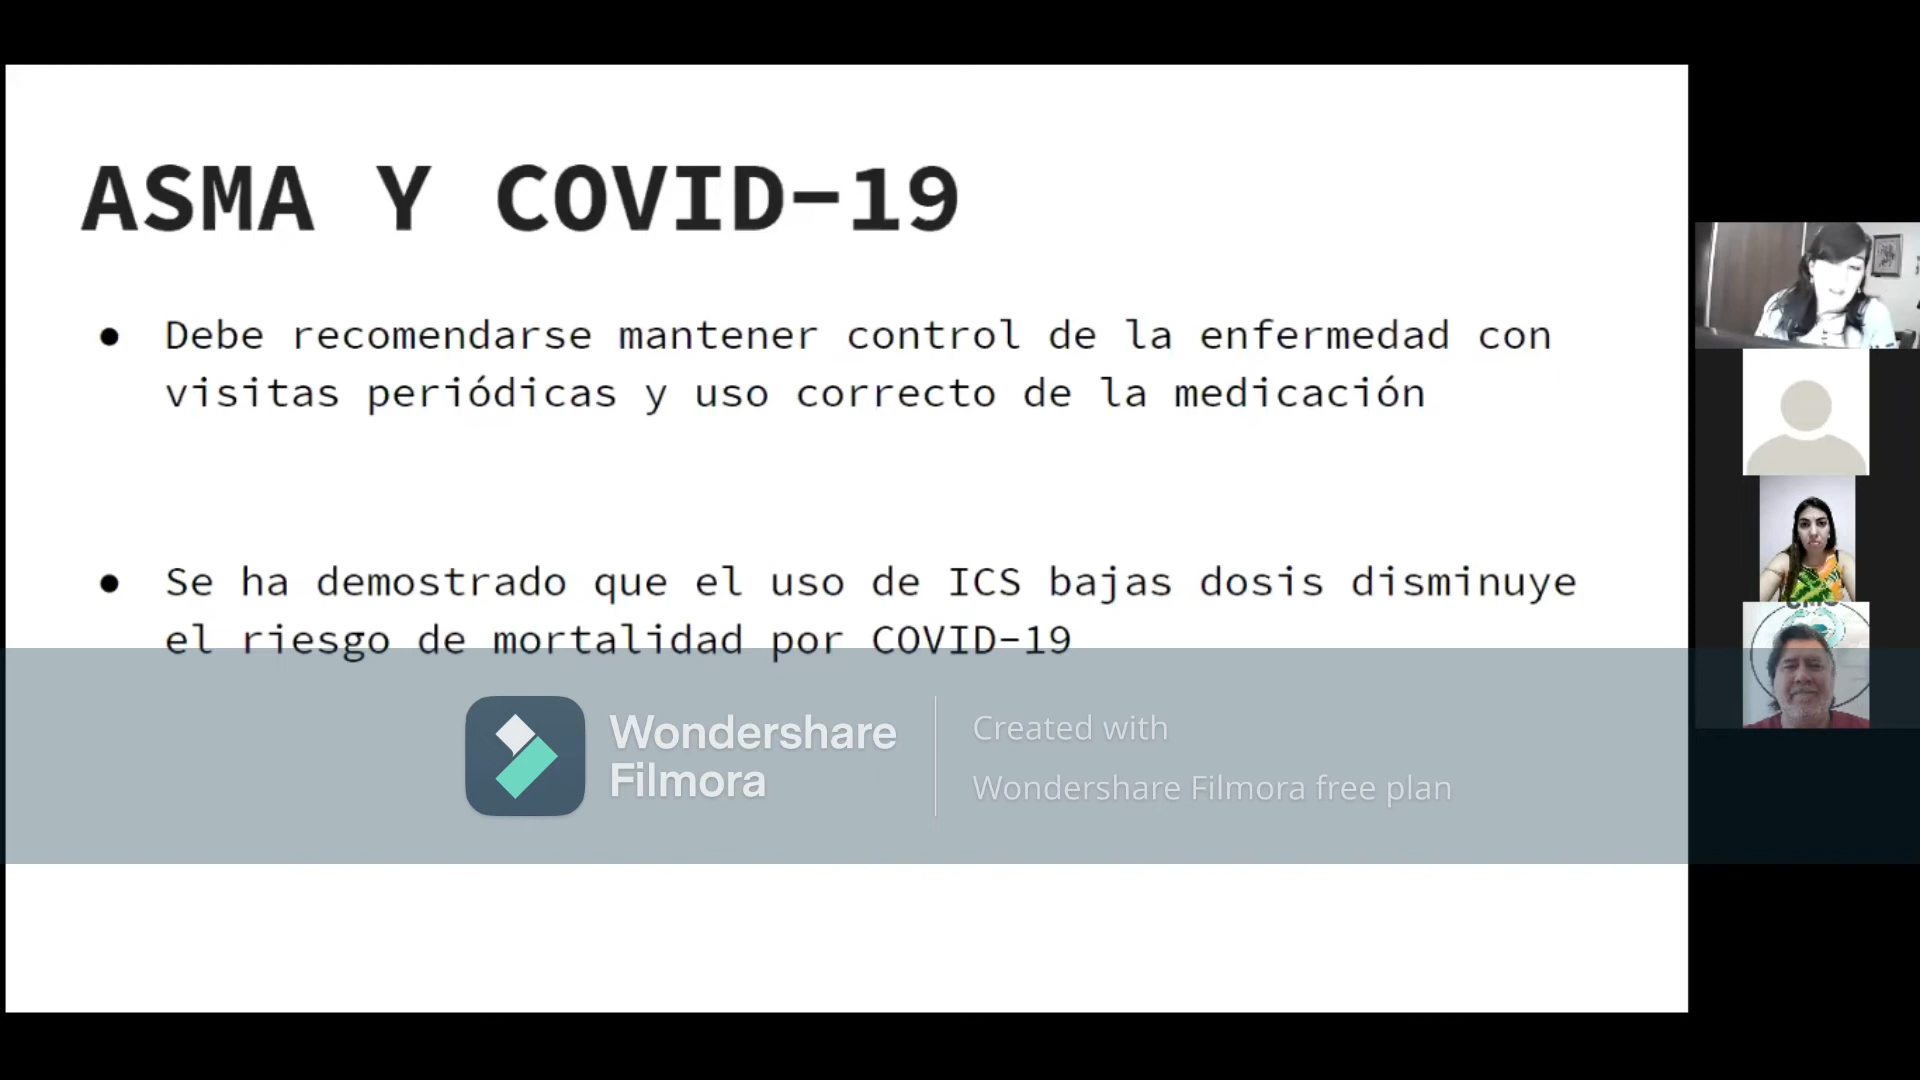 ASMA Y COVID-19
● Debe recomendarse mantener control de la enfermedad con
visitas periódicas y uso correcto de la medicación
● Se ha demostrado que el uso de ICS bajas dosis disminuye
el riesgo de mortalidad por COVID-19
Wondershare
Filmora
Created with
Wondershare Filmora free plan